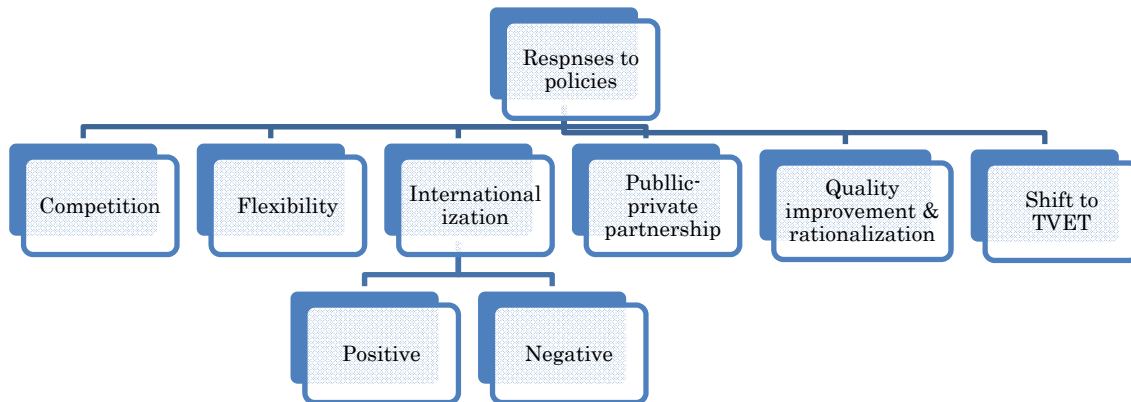 Respnses to
policies
Competition
Flexibility
International
ization
Publlic-
private
partnership
Quality
improvement &
rationalization
Shift to
TVET
Positive
Negative